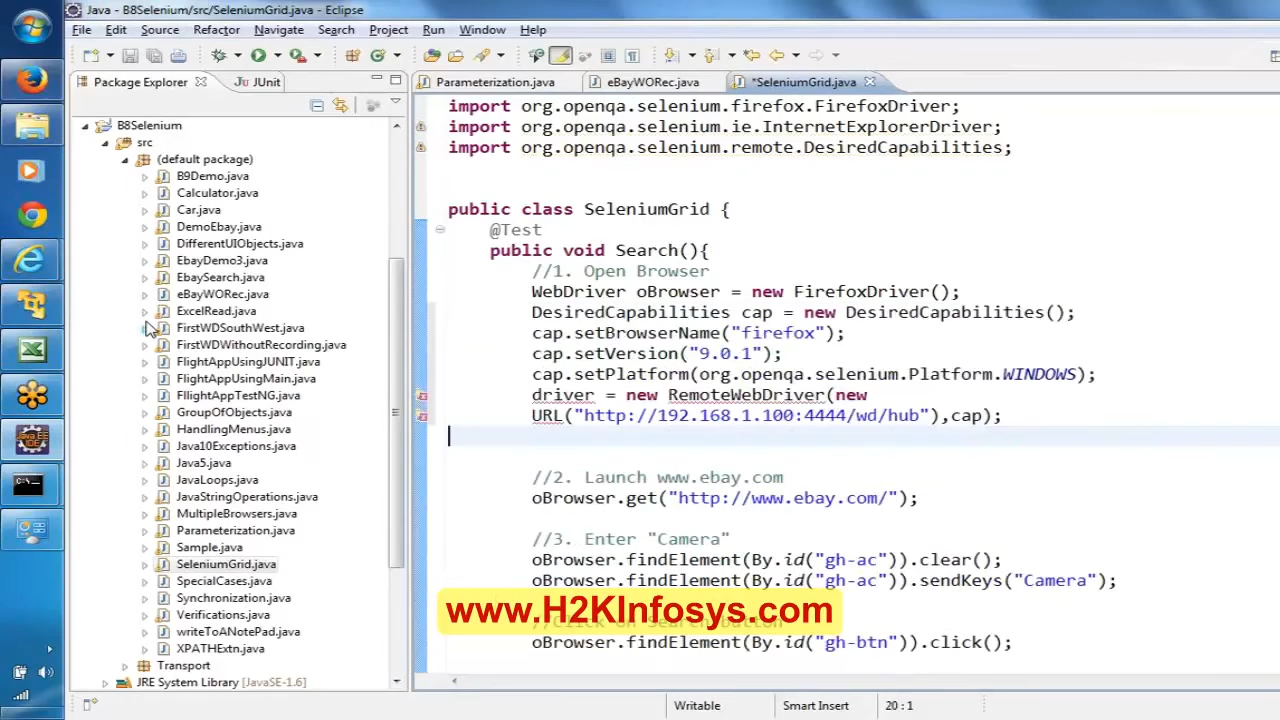 Java - B8Selenium/src/SeleniumGrid.java - Eclipse
File Edit Source Refactor Navigate Search Project Run Window Help
Package Explorer JUnit
Parameterization.java eBayWORec.java *SeleniumGrid.java
B8Selenium
src
(default package)
B9Demo.java
Calculator.java
Car.java
DemoEbay.java
DifferentUIObjects.java
EbayDemo3.java
EbaySearch.java
eBayWORec.java
ExcelRead.java
FirstWDSouthWest.java
FirstWDWithoutRecording.java
FlightAppUsingJUNIT.java
FlightAppUsingMain.java
FllightAppTestNG.java
GroupOfObjects.java
HandlingMenus.java
Java10Exceptions.java
Java5.java
JavaLoops.java
JavaStringOperations.java
MultipleBrowsers.java
Parameterization.java
Sample.java
SeleniumGrid.java
SpecialCases.java
Synchronization.java
Verifications.java
writeToANotePad.java
XPATHExtn.java
Transport
JRE System Library [JavaSE-1.6]
import org.openqa.selenium.firefox.FirefoxDriver;
import org.openqa.selenium.ie.InternetExplorerDriver;
import org.openqa.selenium.remote.DesiredCapabilities;
public class SeleniumGrid {
@Test
public void Search(){
//1. Open Browser
WebDriver oBrowser = new FirefoxDriver();
DesiredCapabilities cap = new DesiredCapabilities();
cap.setBrowserName("firefox");
cap.setVersion("9.0.1");
cap.setPlatform(org.openqa.selenium.Platform.WINDOWS);
driver = new RemoteWebDriver(new
URL("http://192.168.1.100:4444/wd/hub"),cap);
//2. Launch www.ebay.com
oBrowser.get("http://www.ebay.com/");
//3. Enter "Camera"
oBrowser.findElement(By.id("gh-ac")).clear();
oBrowser.findElement(By.id("gh-ac")).sendKeys("Camera");
www.H2KInfosys.com
//Click on Search Button
oBrowser.findElement(By.id("gh-btn")).click();
Writable Smart Insert 20 : 1